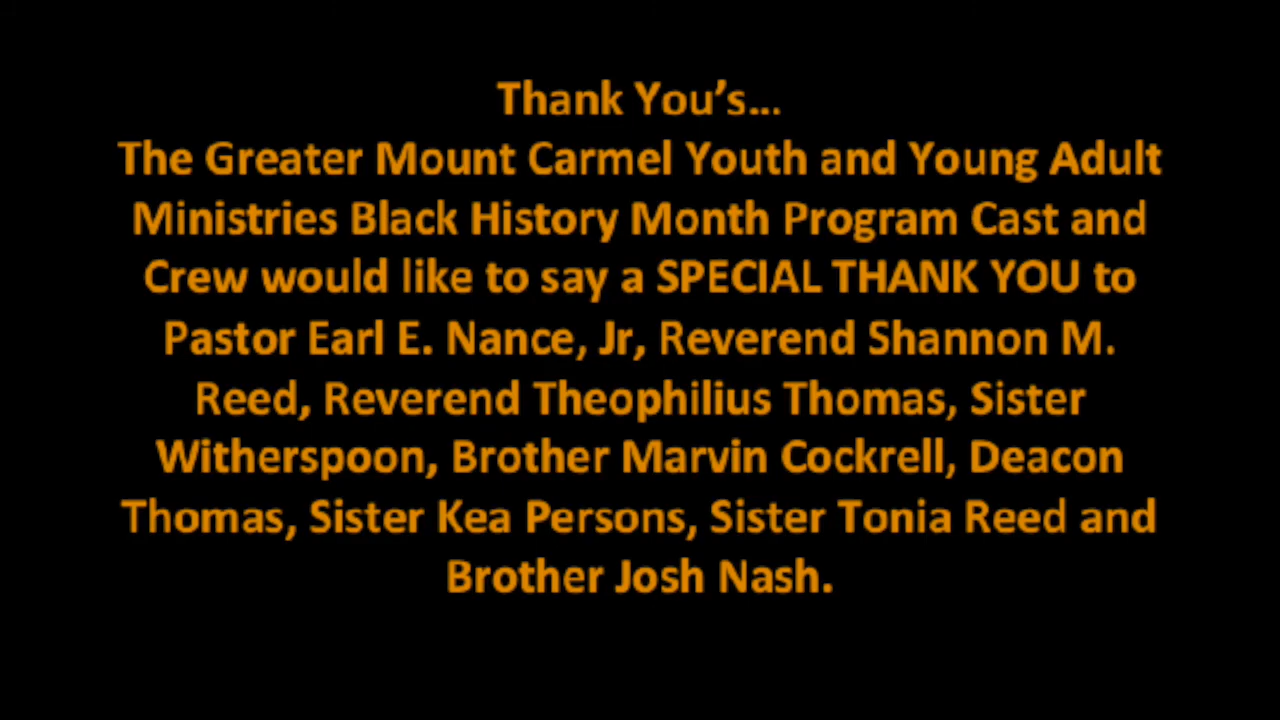 Thank You’s…
The Greater Mount Carmel Youth and Young Adult
Ministries Black History Month Program Cast and
Crew would like to say a SPECIAL THANK YOU to
Pastor Earl E. Nance, Jr, Reverend Shannon M.
Reed, Reverend Theophilius Thomas, Sister
Witherspoon, Brother Marvin Cockrell, Deacon
Thomas, Sister Kea Persons, Sister Tonia Reed and
Brother Josh Nash.